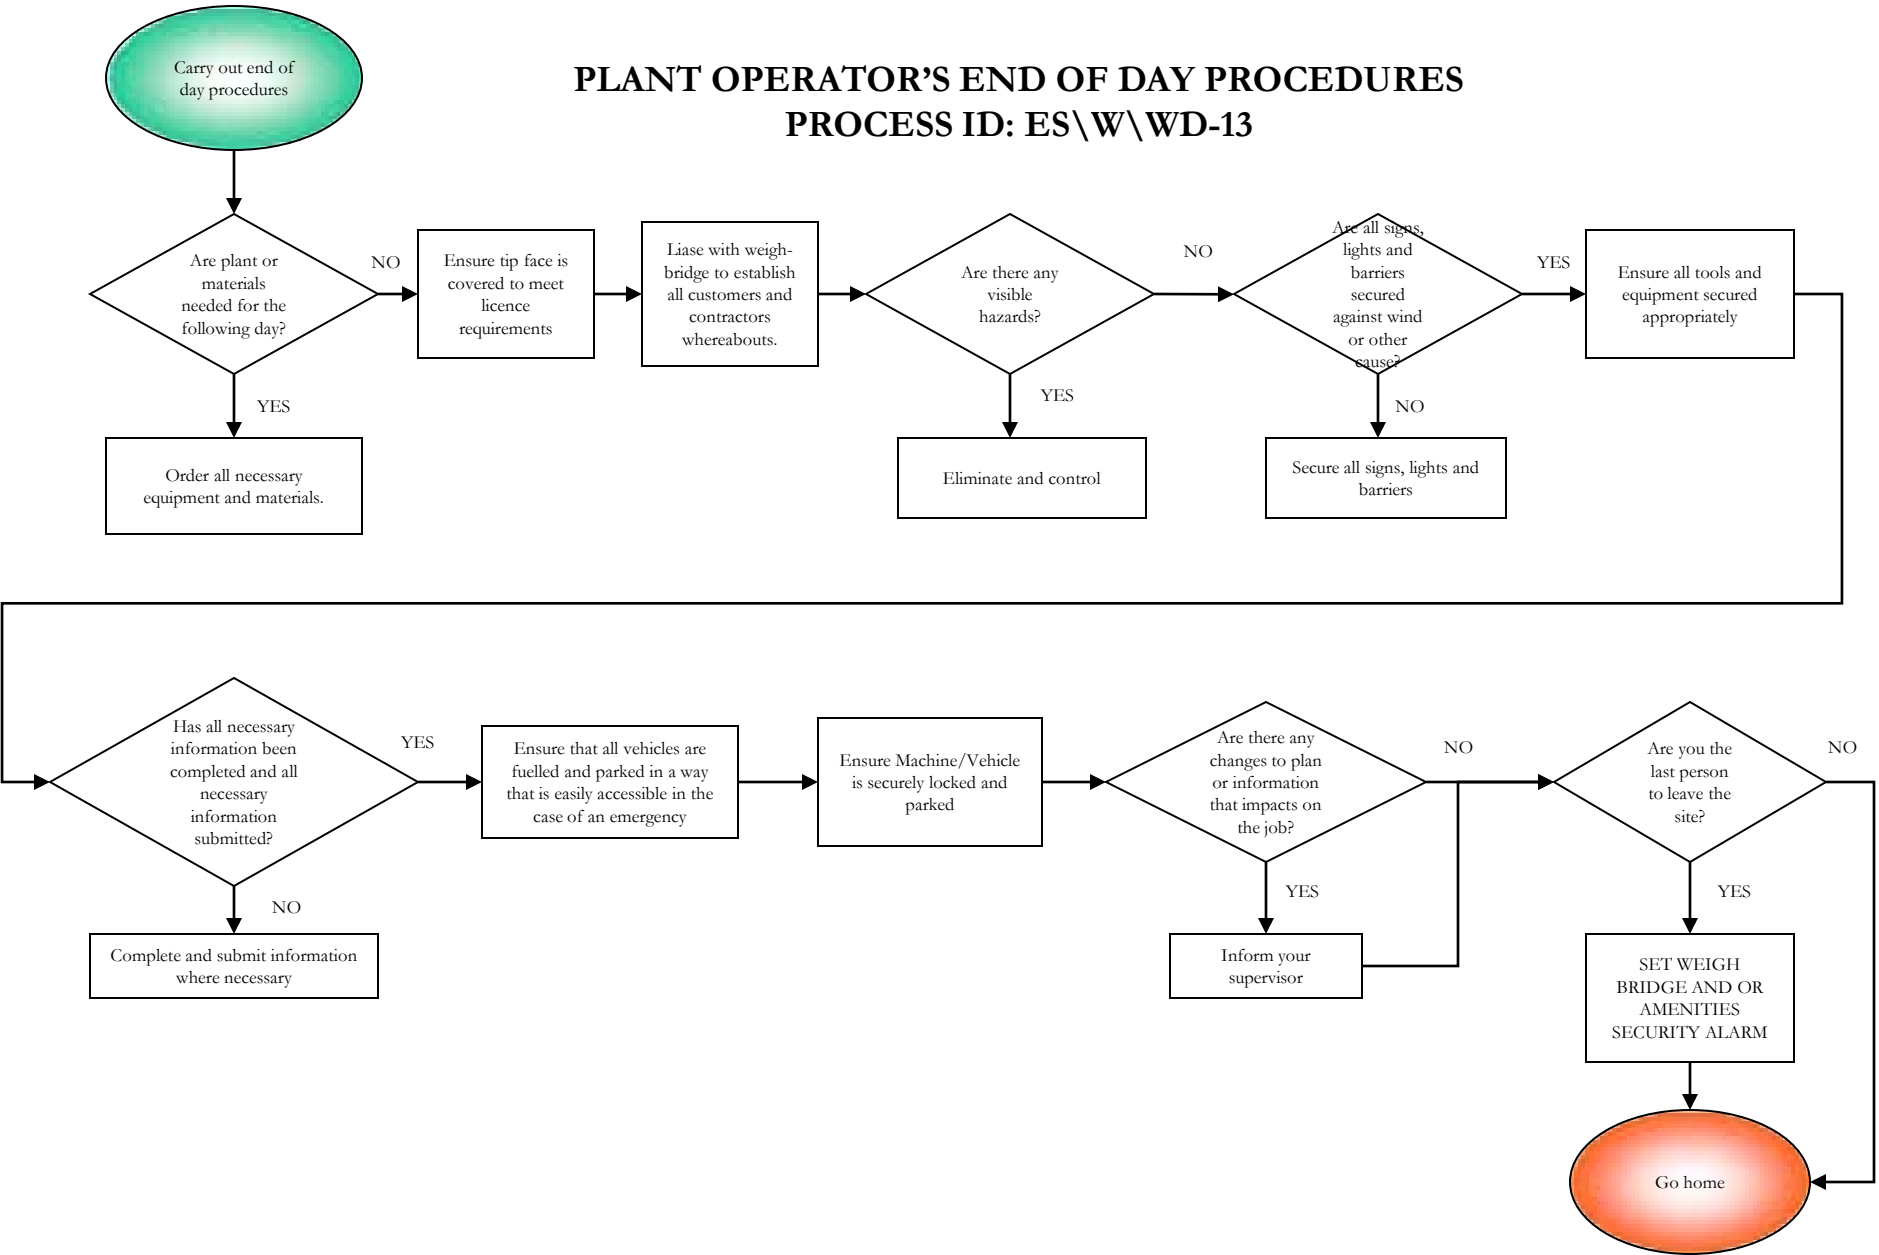 Carry out end of
day procedures
PLANT OPERATOR’S END OF DAY PROCEDURES
PROCESS ID: ES\W\WD-13
Are plant or
materials
needed for the
following day?
NO
YES
Order all necessary
equipment and materials.
Ensure tip face is
covered to meet
licence
requirements
Liase with weigh-
bridge to establish
all customers and
contractors
whereabouts.
Are there any
visible
hazards?
NO
YES
Eliminate and control
Are all signs,
lights and
barriers
secured
against wind
or other
cause?
YES
NO
Secure all signs, lights and
barriers
Ensure all tools and
equipment secured
appropriately
Has all necessary
information been
completed and all
necessary
information
submitted?
YES
NO
Complete and submit information
where necessary
Ensure that all vehicles are
fuelled and parked in a way
that is easily accessible in the
case of an emergency
Ensure Machine/Vehicle
is securely locked and
parked
Are there any
changes to plan
or information
that impacts on
the job?
NO
YES
Inform your
supervisor
Are you the
last person
to leave the
site?
NO
YES
SET WEIGH
BRIDGE AND OR
AMENITIES
SECURITY ALARM
Go home